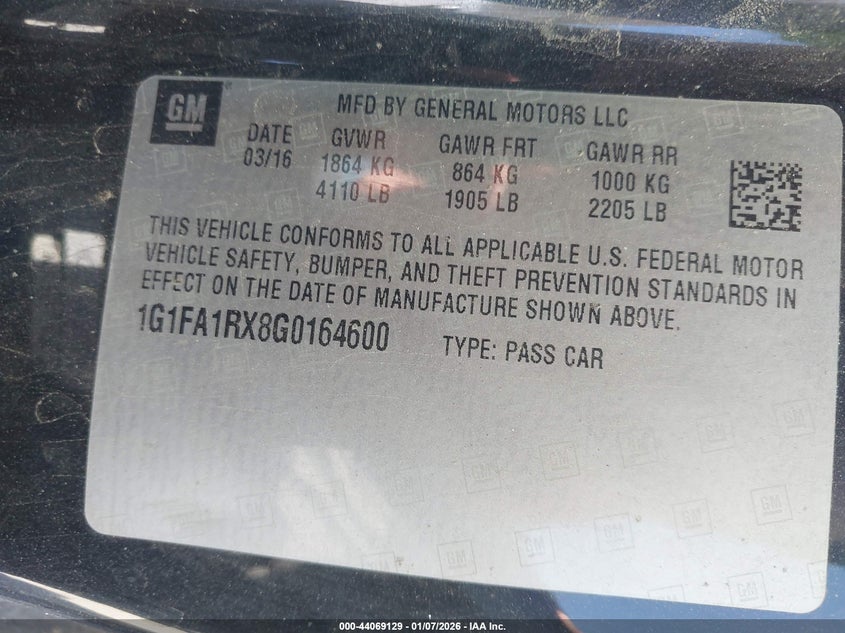 GM
MFD BY GENERAL MOTORS LLC
DATE GVWR GAWR FRT GAWR RR
03/16 1864 KG 864 KG 1000 KG
4110 LB 1905 LB 2205 LB
THIS VEHICLE CONFORMS TO ALL APPLICABLE U.S. FEDERAL MOTOR
VEHICLE SAFETY, BUMPER, AND THEFT PREVENTION STANDARDS IN
EFFECT ON THE DATE OF MANUFACTURE SHOWN ABOVE.
1G1FA1RX8G0164600 TYPE: PASS CAR
000-44069129 - 01/07/2026 - IAA Inc.